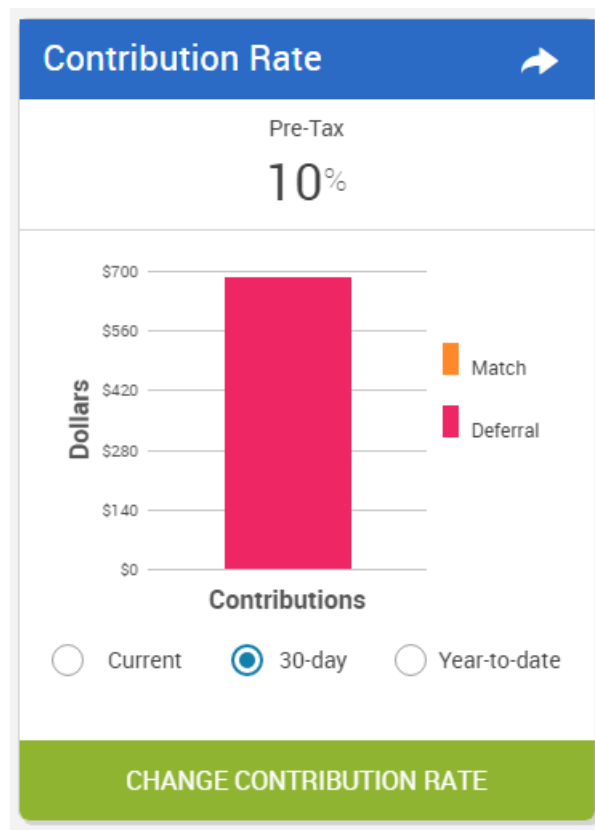 Contribution Rate
Pre-Tax
10%
$700
$560
$420
$280
$140
$0
Dollars
Match
Deferral
Contributions
Current 30-day Year-to-date
CHANGE CONTRIBUTION RATE